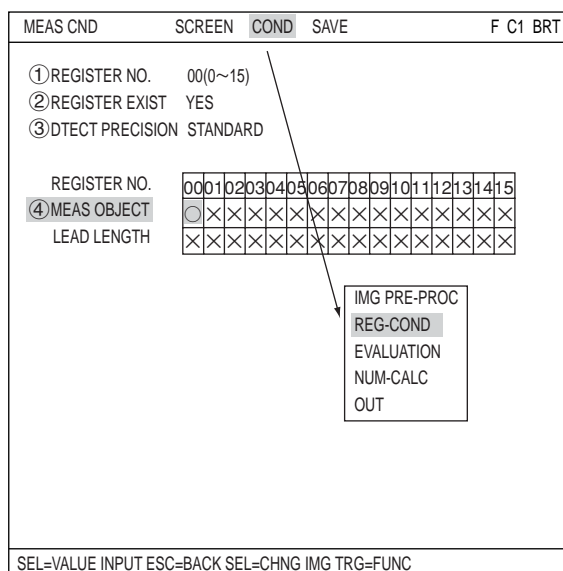 MEAS CND SCREEN COND SAVE F C1 BRT
①REGISTER NO. 00(0~15)
②REGISTER EXIST YES
③DTECT PRECISION STANDARD
REGISTER NO. 00 01 02 03 04 05 06 07 08 09 10 11 12 13 14 15
④MEAS OBJECT ○ × × × × × × × × × × × × × × ×
LEAD LENGTH × × × × × × × × × × × × × × × ×
IMG PRE-PROC
REG-COND
EVALUATION
NUM-CALC
OUT
SEL=VALUE INPUT ESC=BACK SEL=CHNG IMG TRG=FUNC